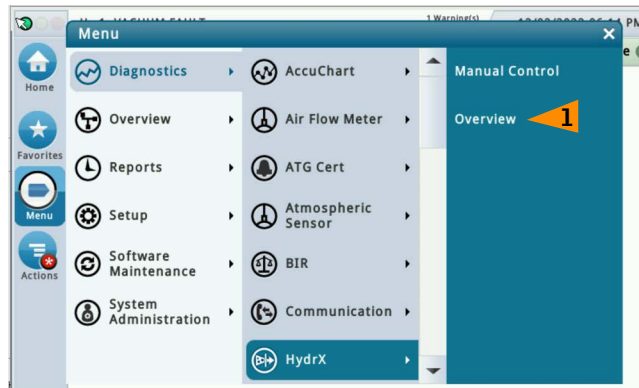 1 Warning(s)
Menu
Home
Favorites
Menu
Actions
Diagnostics
Overview
Reports
Setup
Software
Maintenance
System
Administration
AccuChart
Air Flow Meter
ATG Cert
Atmospheric
Sensor
BIR
Communication
HydrX
Manual Control
Overview
1